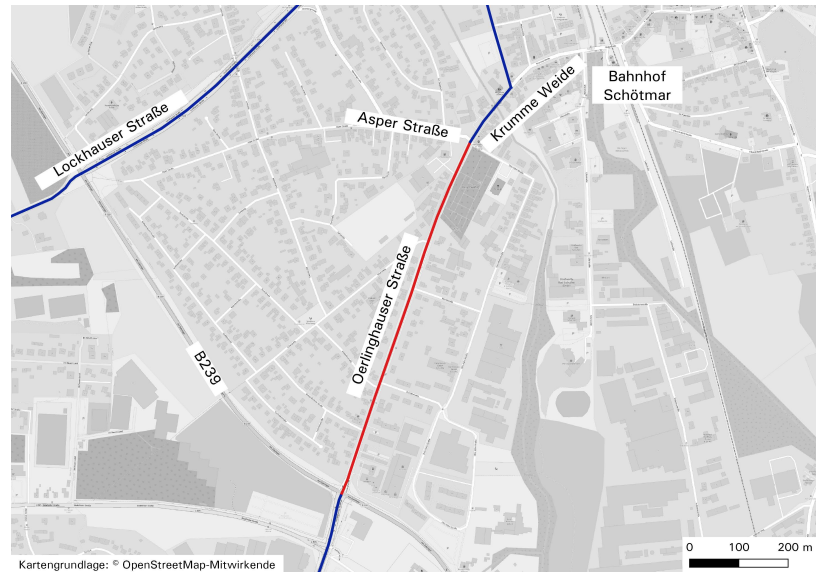 Bahnhof
Schötmar
Krumme Weide
Asper Straße
Lockhauser Straße
Oerlinghauser Straße
B239
0 100 200 m
Kartengrundlage: © OpenStreetMap-Mitwirkende